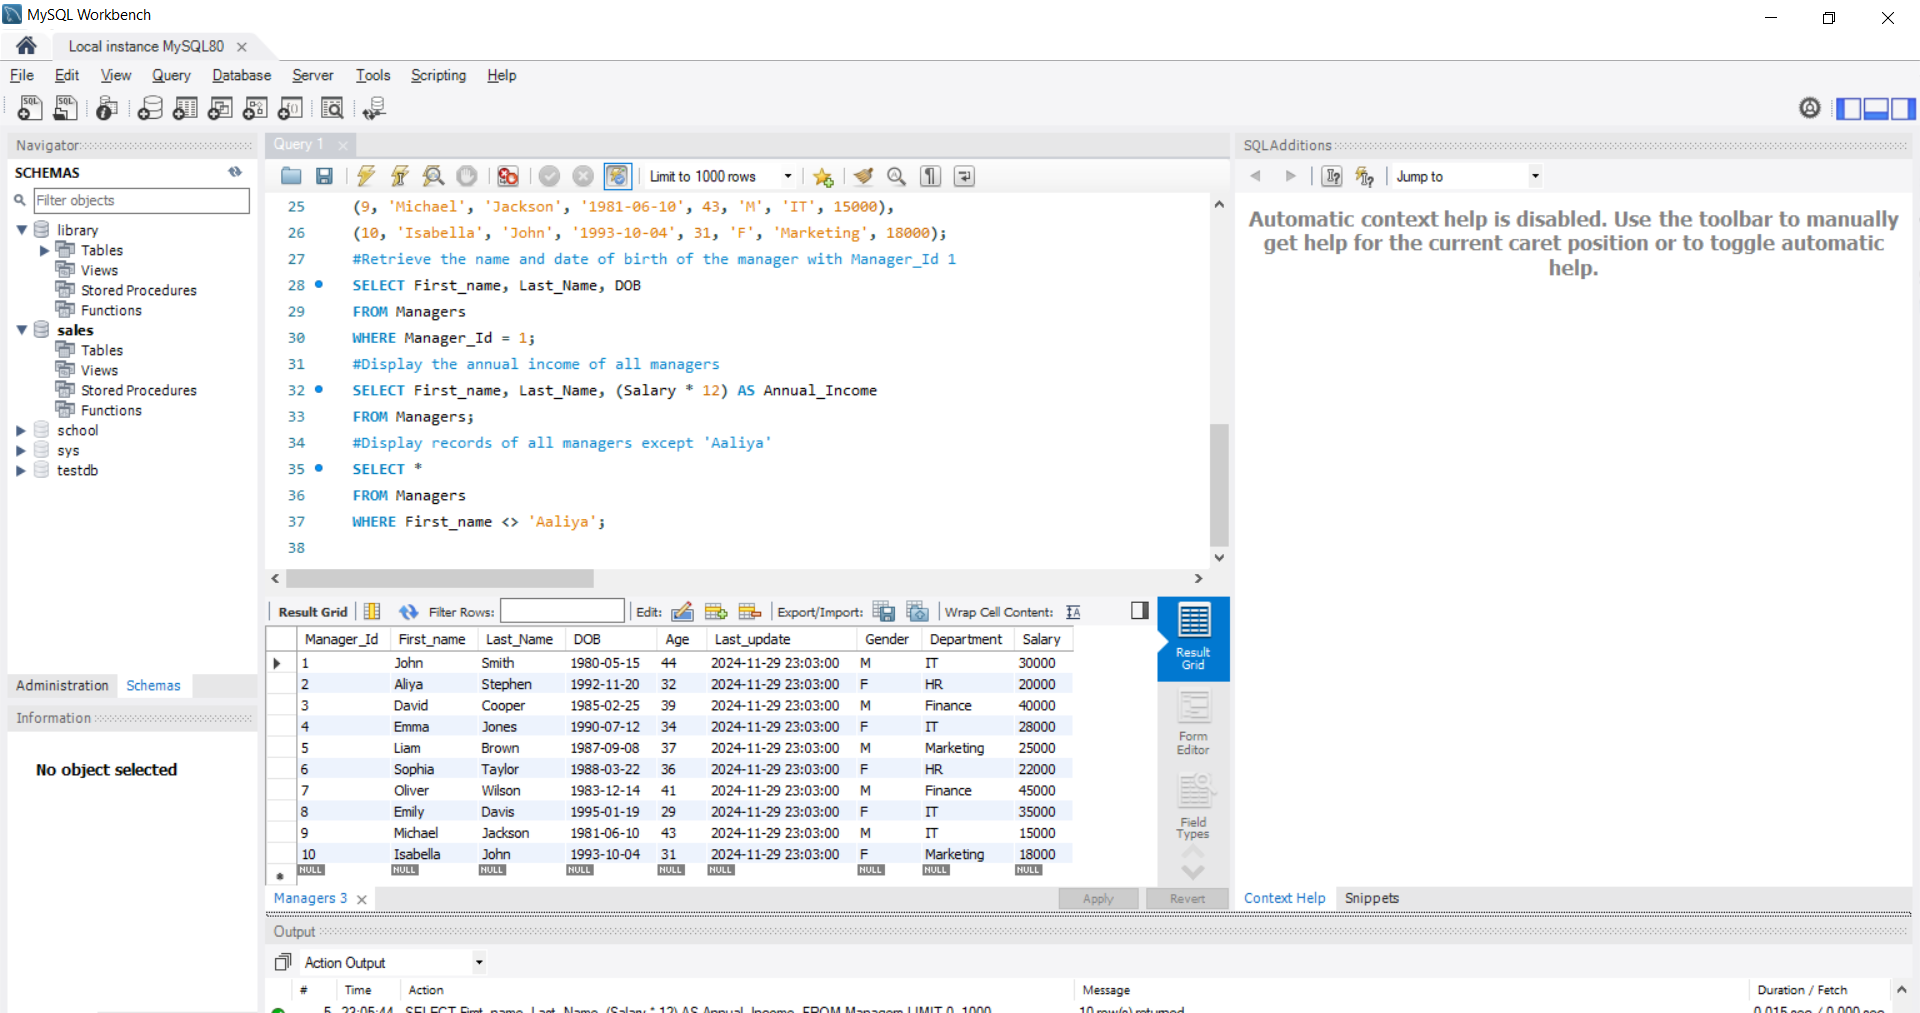 MySQL Workbench
Local instance MySQL80
File Edit View Query Database Server Tools Scripting Help
Navigator
SCHEMAS
Filter objects
library
Tables
Views
Stored Procedures
Functions
sales
Tables
Views
Stored Procedures
Functions
school
sys
testdb
Administration Schemas
Information
No object selected
Query 1
Limit to 1000 rows
25 (9, 'Michael', 'Jackson', '1981-06-10', 43, 'M', 'IT', 15000),
26 (10, 'Isabella', 'John', '1993-10-04', 31, 'F', 'Marketing', 18000);
27 #Retrieve the name and date of birth of the manager with Manager_Id 1
28 SELECT First_name, Last_Name, DOB
29 FROM Managers
30 WHERE Manager_Id = 1;
31 #Display the annual income of all managers
32 SELECT First_name, Last_Name, (Salary * 12) AS Annual_Income
33 FROM Managers;
34 #Display records of all managers except 'Aaliya'
35 SELECT *
36 FROM Managers
37 WHERE First_name <> 'Aaliya';
38
Result Grid Filter Rows: Edit: Export/Import: Wrap Cell Content:
Manager_Id First_name Last_Name DOB Age Last_update Gender Department Salary
1 John Smith 1980-05-15 44 2024-11-29 23:03:00 M IT 30000
2 Aliya Stephen 1992-11-20 32 2024-11-29 23:03:00 F HR 20000
3 David Cooper 1985-02-25 39 2024-11-29 23:03:00 M Finance 40000
4 Emma Jones 1990-07-12 34 2024-11-29 23:03:00 F IT 28000
5 Liam Brown 1987-09-08 37 2024-11-29 23:03:00 M Marketing 25000
6 Sophia Taylor 1988-03-22 36 2024-11-29 23:03:00 F HR 22000
7 Oliver Wilson 1983-12-14 41 2024-11-29 23:03:00 M Finance 45000
8 Emily Davis 1995-01-19 29 2024-11-29 23:03:00 F IT 35000
9 Michael Jackson 1981-06-10 43 2024-11-29 23:03:00 M IT 15000
10 Isabella John 1993-10-04 31 2024-11-29 23:03:00 F Marketing 18000
NULL NULL NULL NULL NULL NULL NULL NULL NULL
Result
Grid
Form
Editor
Field
Types
Managers 3
Apply Revert
SQLAdditions
Jump to
Automatic context help is disabled. Use the toolbar to manually
get help for the current caret position or to toggle automatic
help.
Context Help Snippets
Output
Action Output
# Time Action Message Duration / Fetch
5 23:05:44 SELECT First_name, Last_Name, (Salary * 12) AS Annual_Income FROM Managers LIMIT 0, 1000 10 row(s) returned 0.015 sec / 0.000 sec